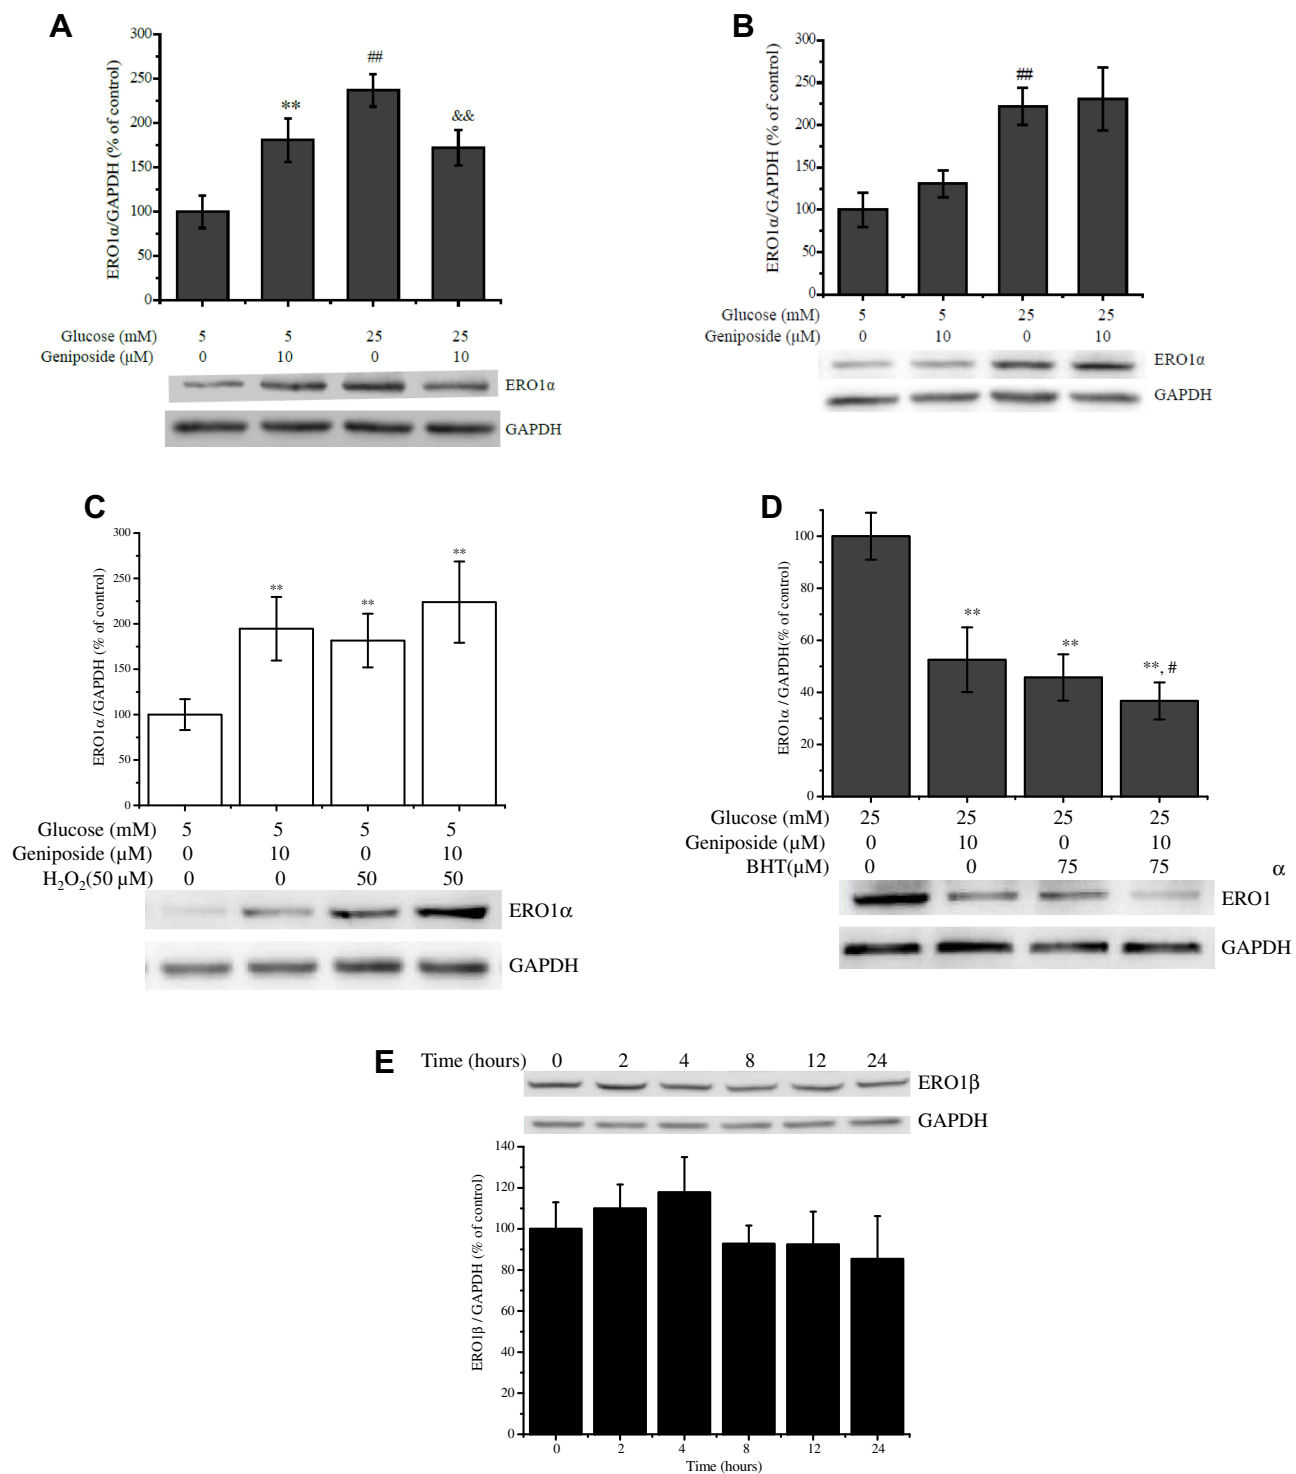 A
ERO1α/GAPDH (% of control)
300
250
200
150
100
50
0
**
##
&&
Glucose (mM) 5 5 25 25
Geniposide (μM) 0 10 0 10
ERO1α
GAPDH
B
ERO1α/GAPDH (% of control)
300
250
200
150
100
50
0
##
Glucose (mM) 5 5 25 25
Geniposide (μM) 0 10 0 10
ERO1α
GAPDH
C
ERO1α/GAPDH (% of control)
300
250
200
150
100
50
0
**
**
**
Glucose (mM) 5 5 5 5
Geniposide (μM) 0 10 0 10
H₂O₂(50 μM) 0 0 50 50
ERO1α
GAPDH
D
ERO1α / GAPDH(% of control)
100
80
60
40
20
0
**
**
**, #
Glucose (mM) 25 25 25 25
Geniposide (μM) 0 10 0 10
BHT(μM) 0 0 75 75 α
ERO1
GAPDH
E
Time (hours) 0 2 4 8 12 24
ERO1β
GAPDH
ERO1β / GAPDH (% of control)
140
120
100
80
60
40
20
0
0 2 4 8 12 24
Time (hours)